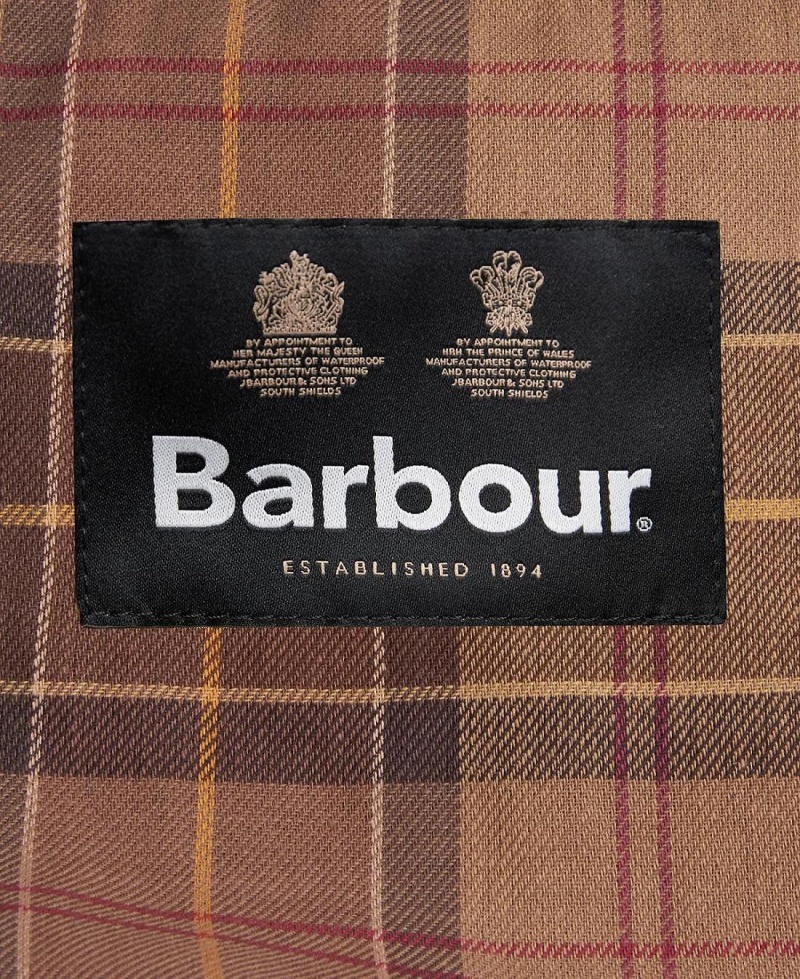 BY APPOINTMENT TO
HER MAJESTY THE QUEEN
MANUFACTURERS OF WATERPROOF
AND PROTECTIVE CLOTHING
JBARBOUR & SONS LTD
SOUTH SHIELDS
BY APPOINTMENT TO
HRH THE PRINCE OF WALES
MANUFACTURERS OF WATERPROOF
AND PROTECTIVE CLOTHING
JBARBOUR & SONS LTD
SOUTH SHIELDS
Barbour®
ESTABLISHED 1894